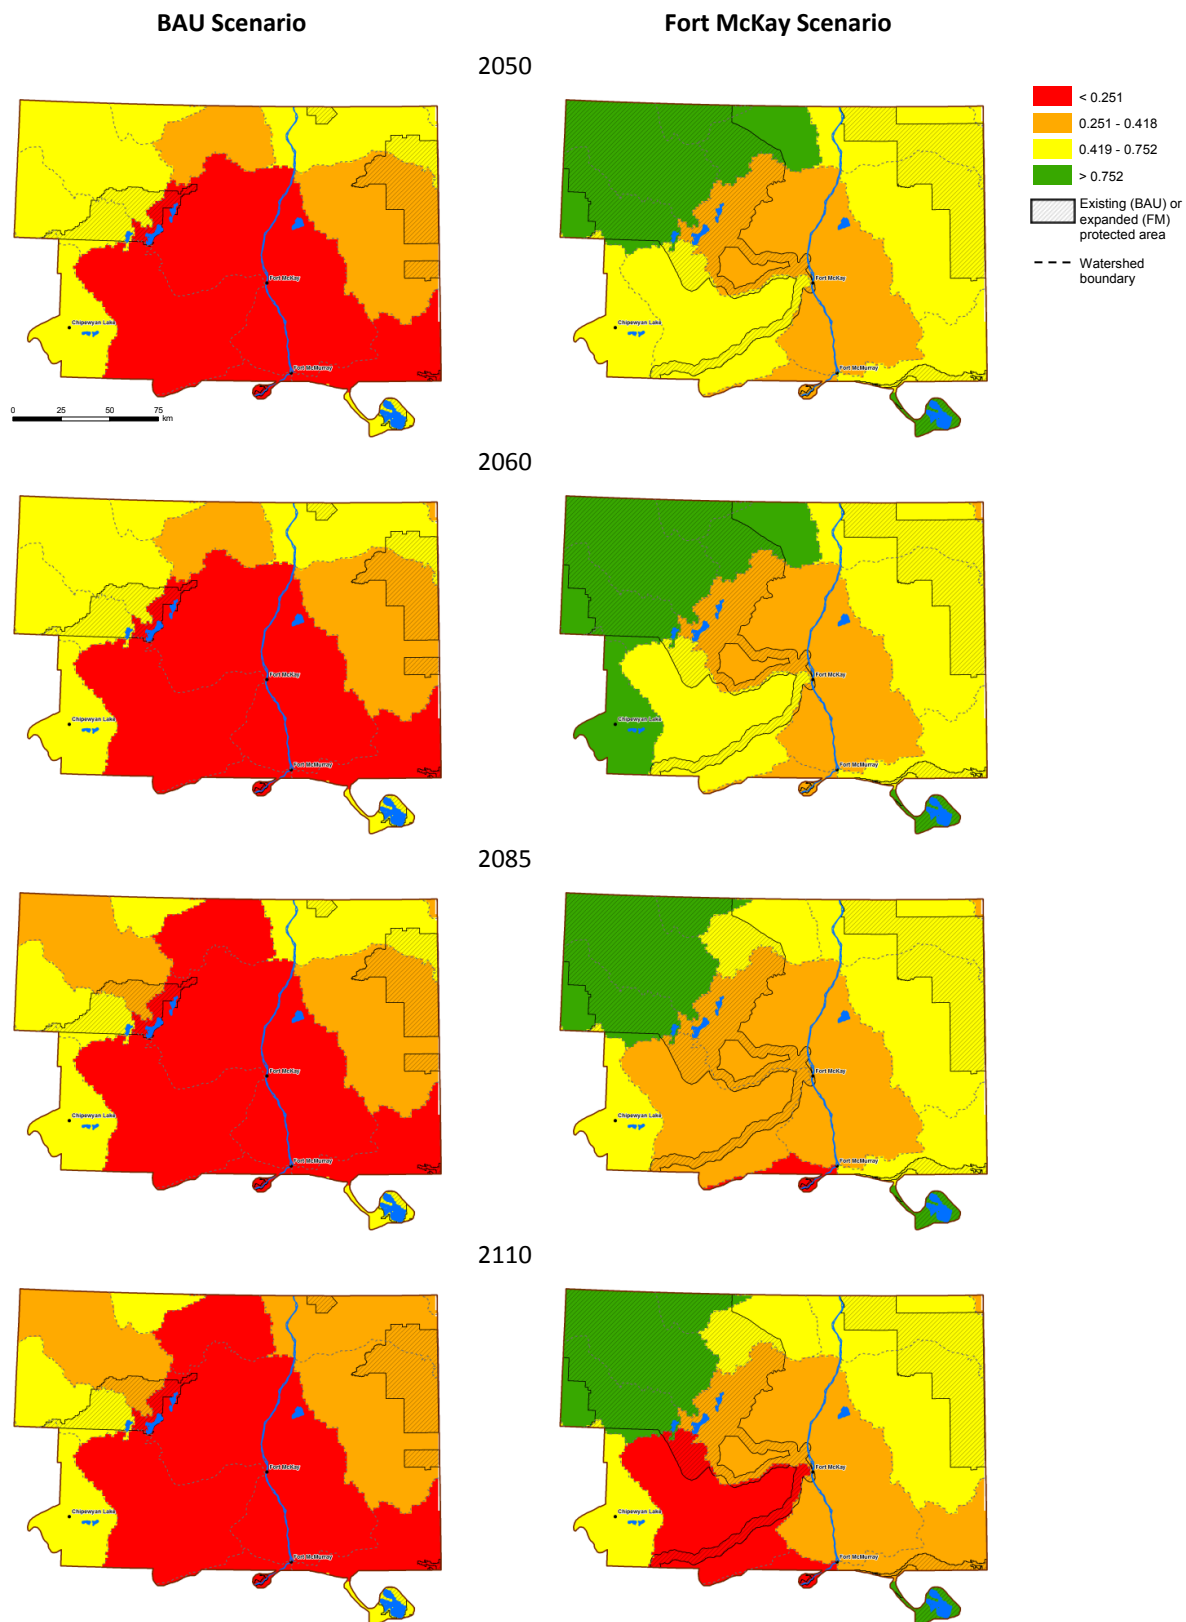 BAU Scenario
Fort McKay Scenario
2050
< 0.251
0.251 - 0.418
0.419 - 0.752
> 0.752
Existing (BAU) or
expanded (FM)
protected area
Watershed
boundary
Fort McKay
Chipewyan Lake
Fort McMurray
0 25 50 75
km
Fort McKay
Chipewyan Lake
Fort McMurray
2060
Fort McKay
Chipewyan Lake
Fort McMurray
Fort McKay
Chipewyan Lake
Fort McMurray
2085
Fort McKay
Chipewyan Lake
Fort McMurray
Fort McKay
Chipewyan Lake
Fort McMurray
2110
Fort McKay
Chipewyan Lake
Fort McMurray
Fort McKay
Chipewyan Lake
Fort McMurray